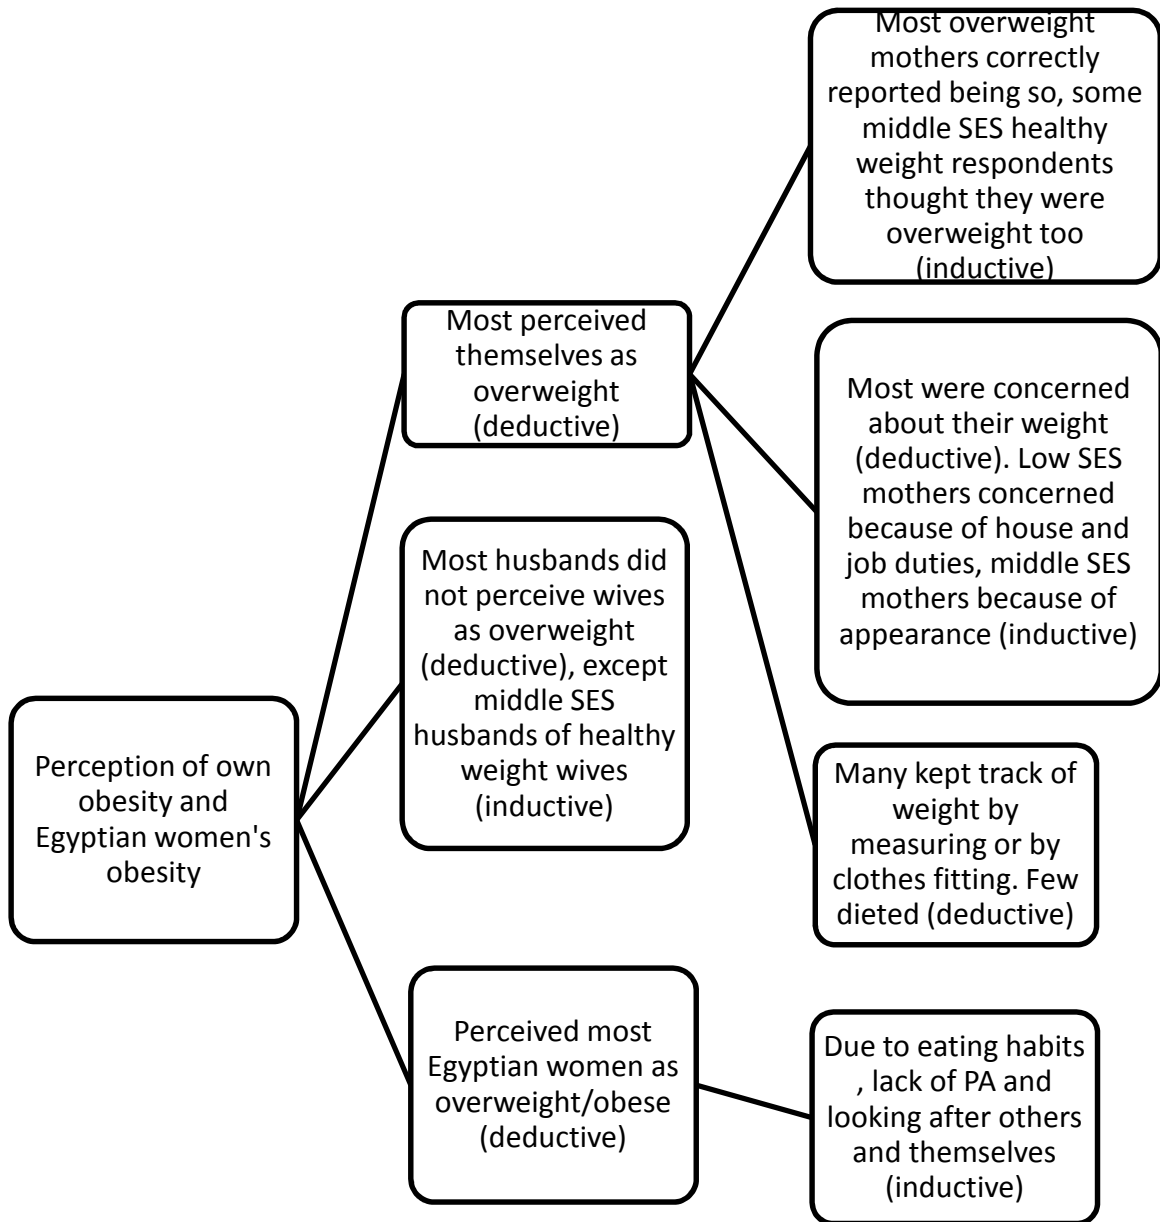 Perception of own
obesity and
Egyptian women's
obesity
Most perceived
themselves as
overweight
(deductive)
Most overweight
mothers correctly
reported being so, some
middle SES healthy
weight respondents
thought they were
overweight too
(inductive)
Most were concerned
about their weight
(deductive). Low SES
mothers concerned
because of house and
job duties, middle SES
mothers because of
appearance (inductive)
Many kept track of
weight by
measuring or by
clothes fitting. Few
dieted (deductive)
Most husbands did
not perceive wives
as overweight
(deductive), except
middle SES
husbands of healthy
weight wives
(inductive)
Perceived most
Egyptian women as
overweight/obese
(deductive)
Due to eating habits
, lack of PA and
looking after others
and themselves
(inductive)